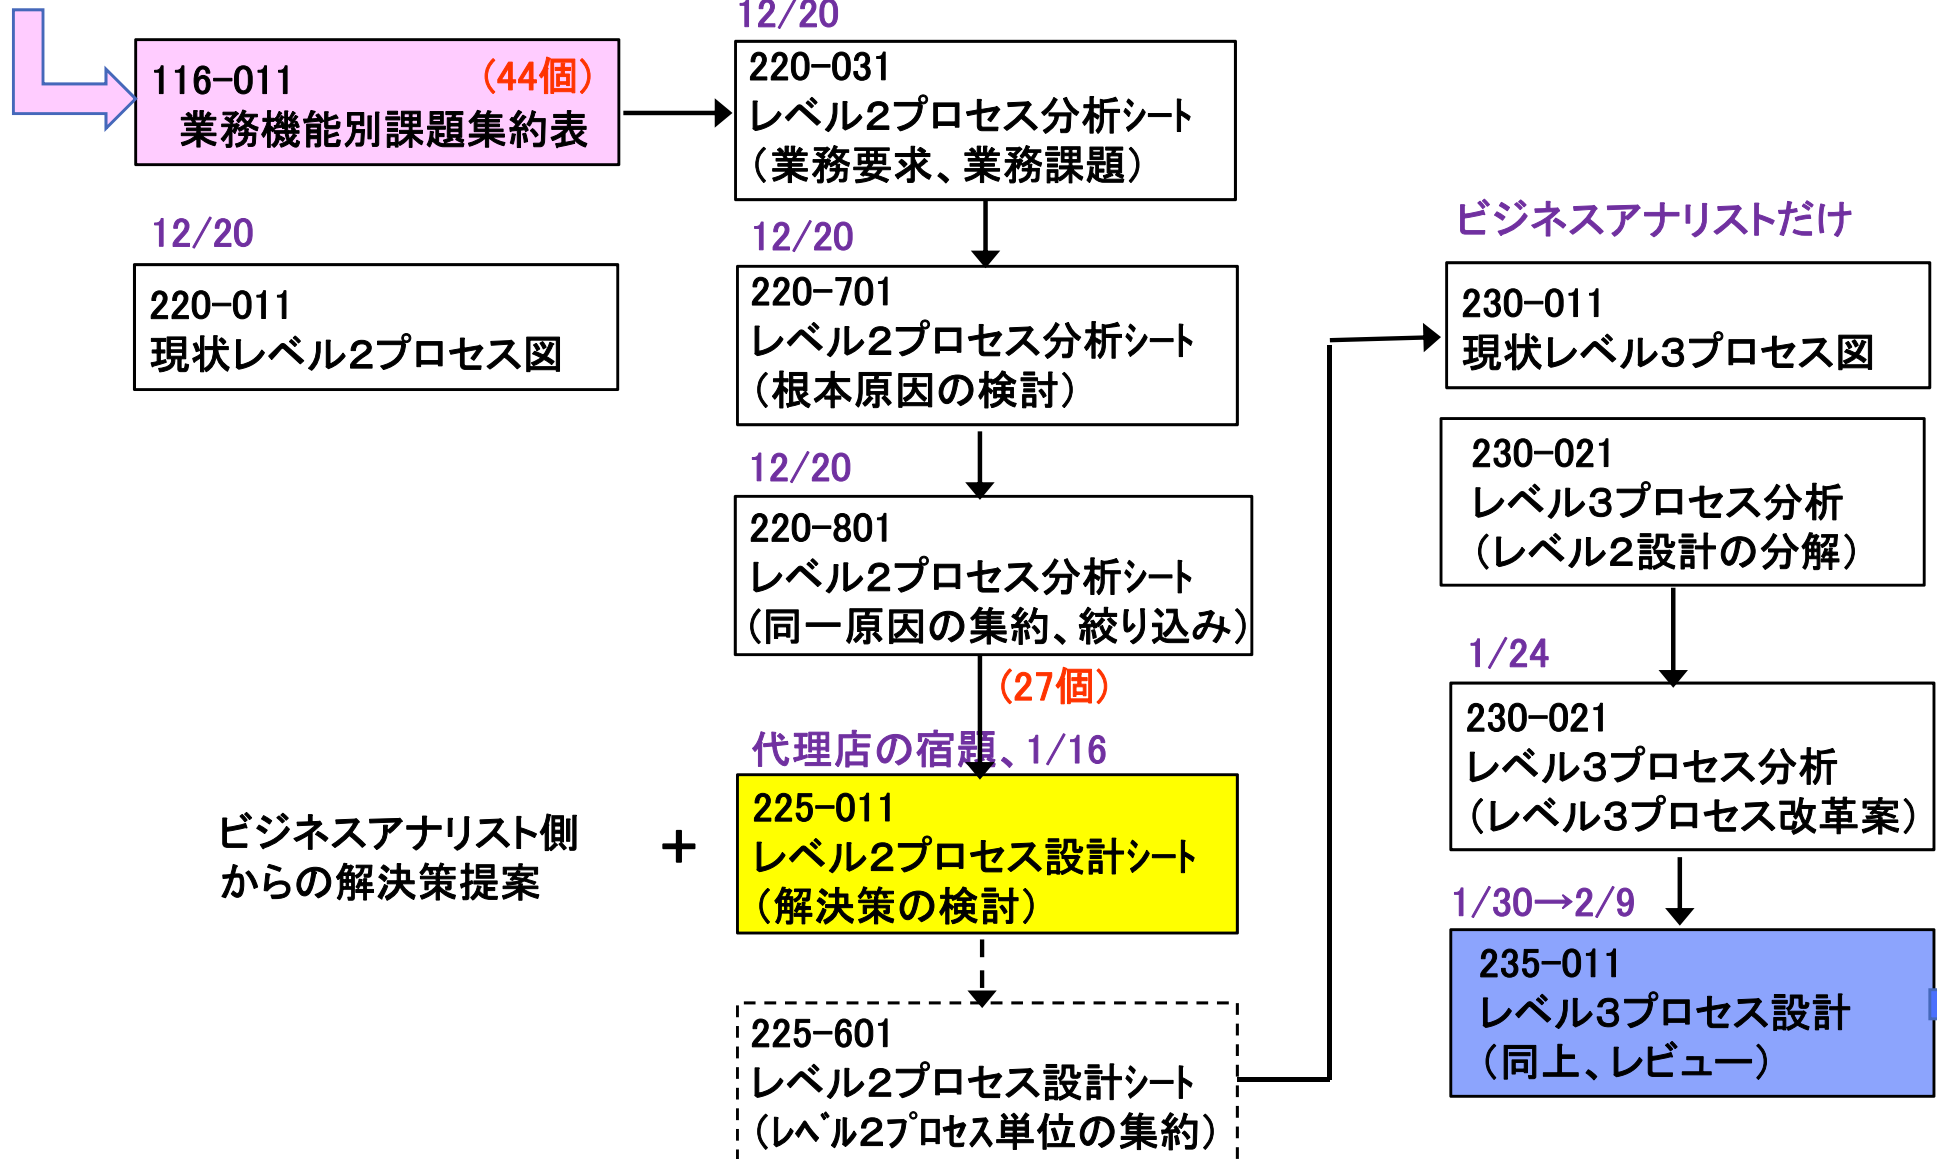 116-011 (44個)
業務機能別課題集約表
12/20
220-011
現状レベル2プロセス図
12/20
220-031
レベル2プロセス分析シート
(業務要求、業務課題)
12/20
220-701
レベル2プロセス分析シート
(根本原因の検討)
12/20
220-801
レベル2プロセス分析シート
(同一原因の集約、絞り込み)
(27個)
代理店の宿題、1/16
225-011
レベル2プロセス設計シート
(解決策の検討)
ビジネスアナリスト側
からの解決策提案
+
225-601
レベル2プロセス設計シート
(レベル2プロセス単位の集約)
ビジネスアナリストだけ
230-011
現状レベル3プロセス図
230-021
レベル3プロセス分析
(レベル2設計の分解)
1/24
230-021
レベル3プロセス分析
(レベル3プロセス改革案)
1/30→2/9
235-011
レベル3プロセス設計
(同上、レビュー)